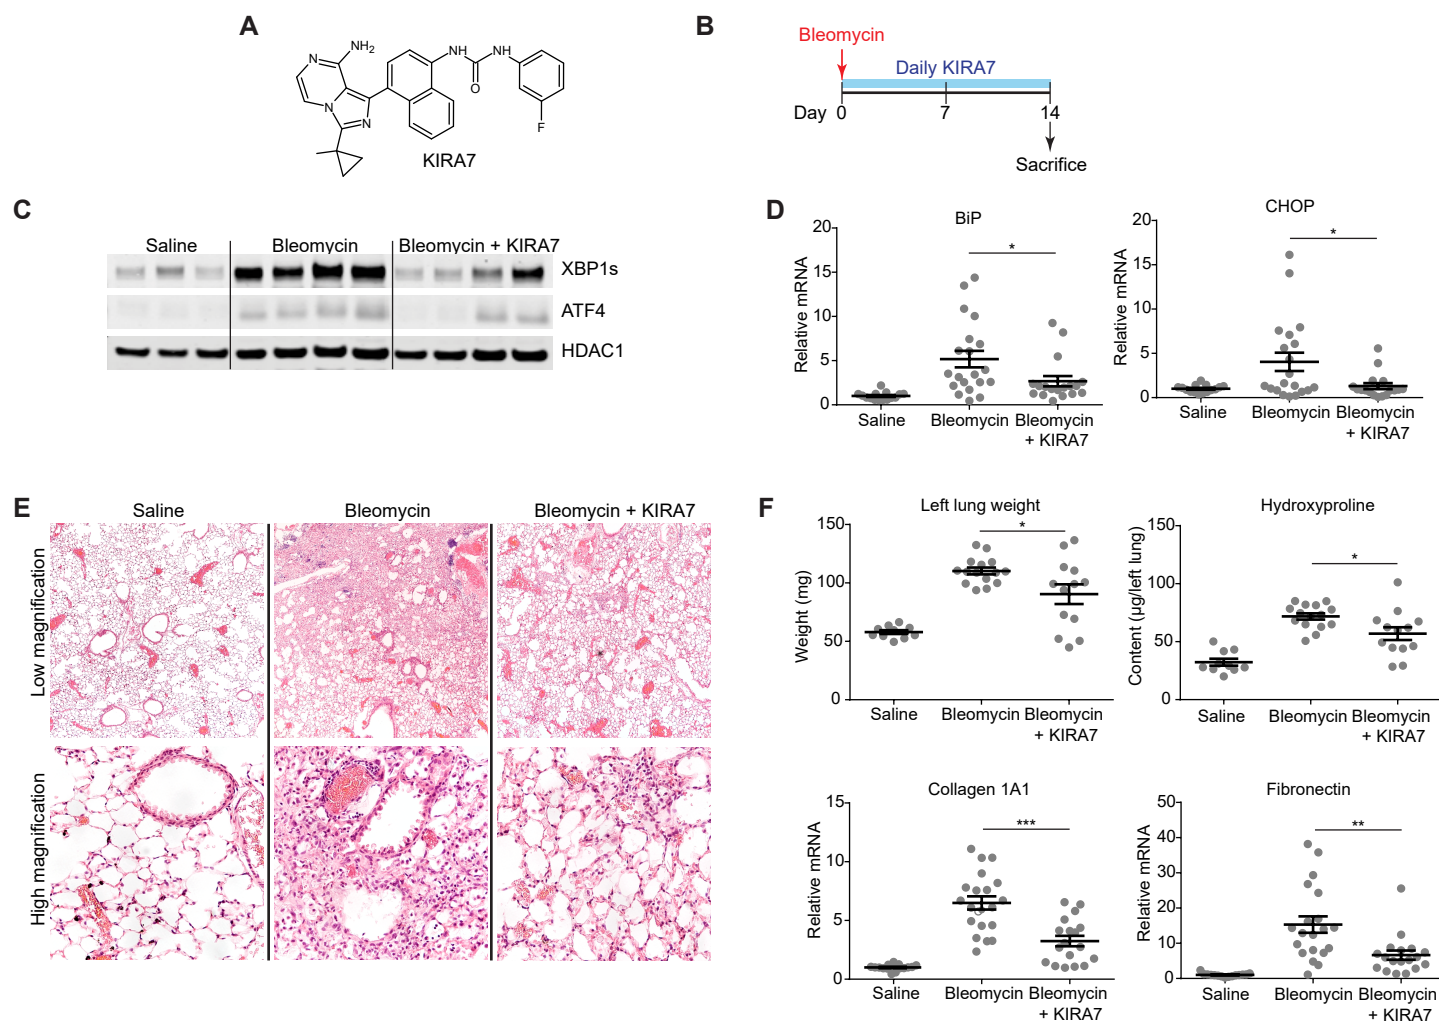 A
N
NH2
N
N
NH
NH
O
F
KIRA7
B
Bleomycin
Daily KIRA7
Day 0 7 14
Sacrifice
C
Saline Bleomycin Bleomycin + KIRA7
XBP1s
ATF4
HDAC1
D
BiP
Relative mRNA
20
15
10
5
0
*
Saline Bleomycin Bleomycin
+ KIRA7
CHOP
Relative mRNA
20
15
10
5
0
*
Saline Bleomycin Bleomycin
+ KIRA7
E
Saline Bleomycin Bleomycin + KIRA7
Low magnification
High magnification
F
Left lung weight
Weight (mg)
150
100
50
0
*
Saline Bleomycin Bleomycin
+ KIRA7
Hydroxyproline
Content (µg/left lung)
150
100
50
0
*
Saline Bleomycin Bleomycin
+ KIRA7
Collagen 1A1
Relative mRNA
15
10
5
0
***
Saline Bleomycin Bleomycin
+ KIRA7
Fibronectin
Relative mRNA
50
40
30
20
10
0
**
Saline Bleomycin Bleomycin
+ KIRA7